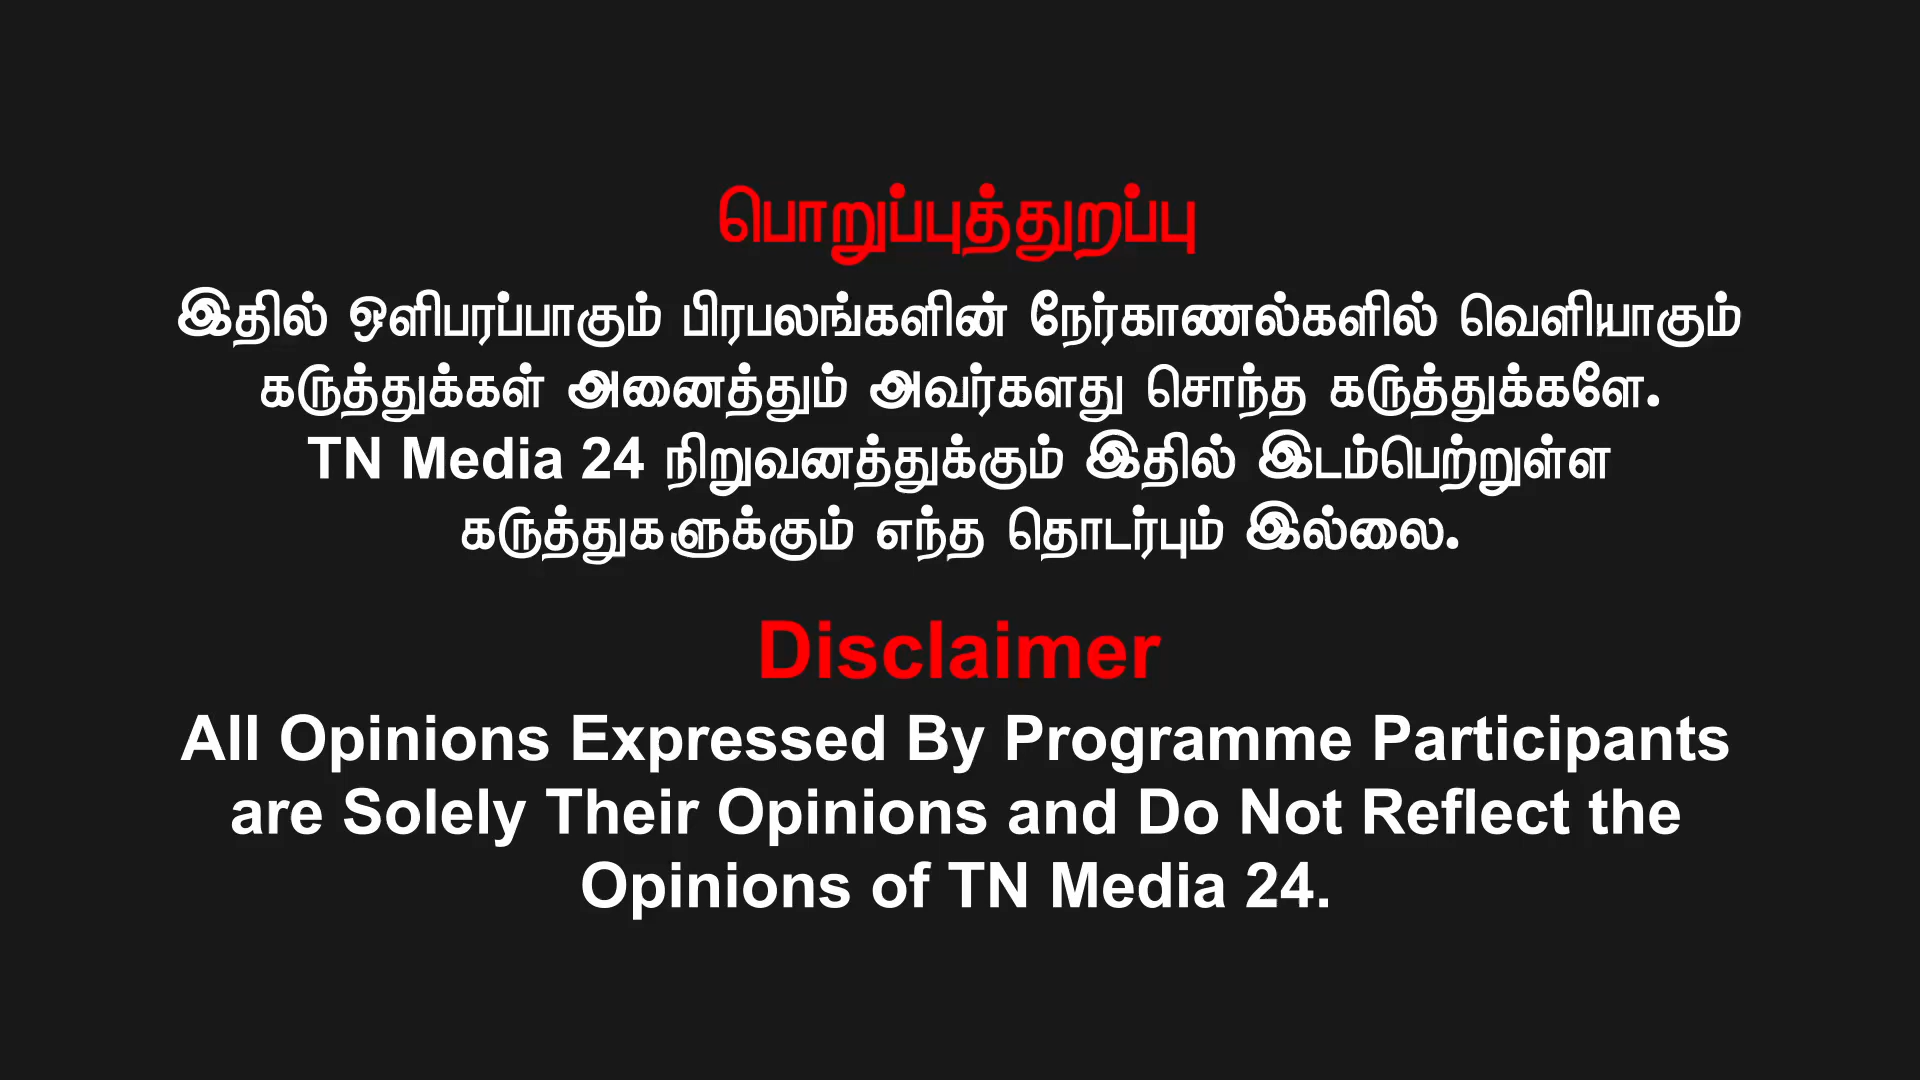 பொறுப்புத்துறப்பு
இதில் ஒளிபரப்பாகும் பிரபலங்களின் நேர்காணல்களில் வெளியாகும்
கருத்துக்கள் அனைத்தும் அவர்களது சொந்த கருத்துக்களே.
TN Media 24 நிறுவனத்துக்கும் இதில் இடம்பெற்றுள்ள
கருத்துகளுக்கும் எந்த தொடர்பும் இல்லை.
Disclaimer
All Opinions Expressed By Programme Participants
are Solely Their Opinions and Do Not Reflect the
Opinions of TN Media 24.